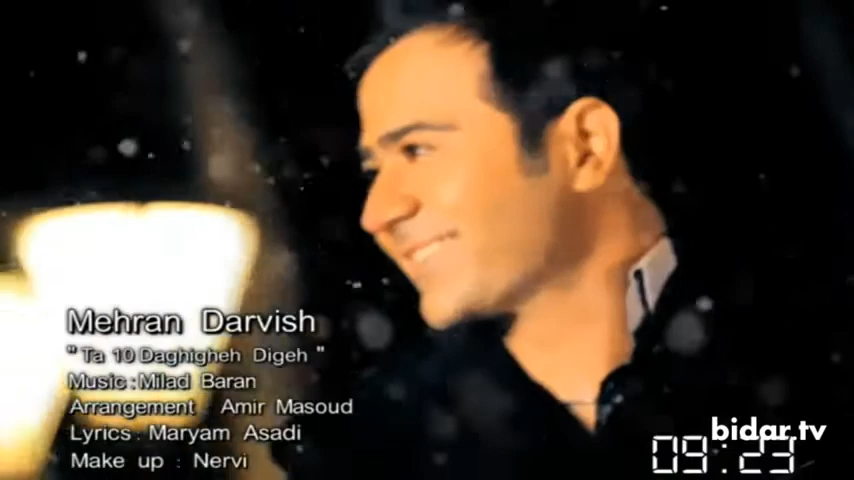 Mehran Darvish
" Ta 10 Daghigheh Digeh "
Music : Milad Baran
Arrangement : Amir Masoud
Lyrics : Maryam Asadi
Make up : Nervi
bidar.tv
09:23